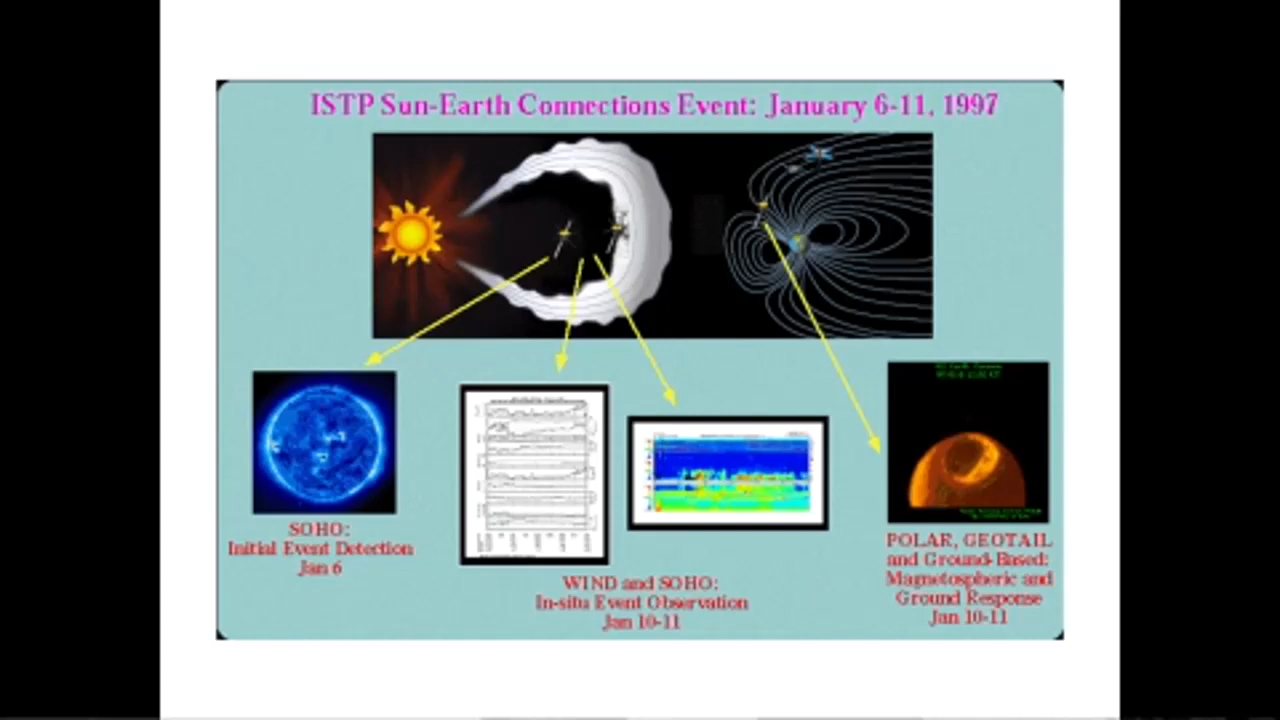 ISTP Sun-Earth Connections Event: January 6-11, 1997
SOHO:
Initial Event Detection
Jan 6
WIND and SOHO:
In-situ Event Observation
Jan 10-11
POLAR, GEOTAIL
and Ground-Based:
Magnetospheric and
Ground Response
Jan 10-11